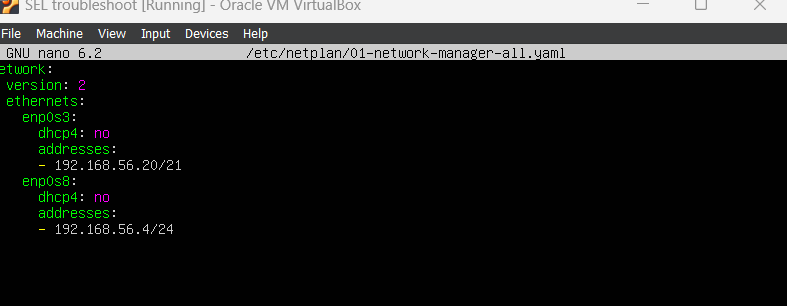 SEL troubleshoot [Running] - Oracle VM VirtualBox
File Machine View Input Devices Help
GNU nano 6.2 /etc/netplan/01-network-manager-all.yaml
etwork:
version: 2
ethernets:
enp0s3:
dhcp4: no
addresses:
- 192.168.56.20/21
enp0s8:
dhcp4: no
addresses:
- 192.168.56.4/24